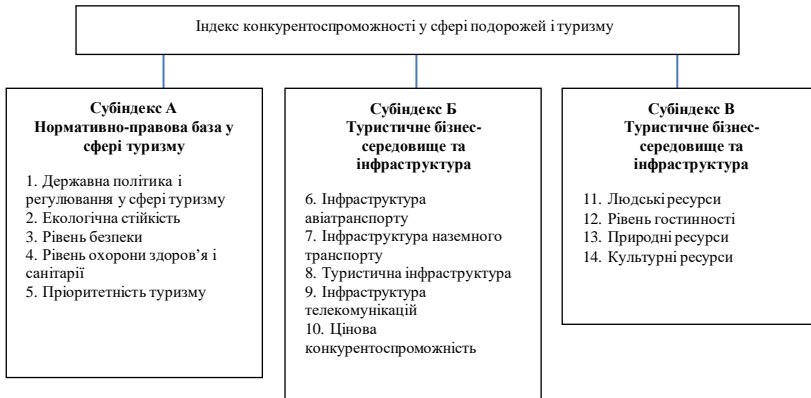 Індекс конкурентоспроможності у сфері подорожей і туризму
Субіндекс А
Нормативно-правова база у
сфері туризму
1. Державна політика і
регулювання у сфері туризму
2. Екологічна стійкість
3. Рівень безпеки
4. Рівень охорони здоров’я і
санітарії
5. Пріоритетність туризму
Субіндекс Б
Туристичне бізнес-
середовище та
інфраструктура
6. Інфраструктура
авіатранспорту
7. Інфраструктура наземного
транспорту
8. Туристична інфраструктура
9. Інфраструктура
телекомунікацій
10. Цінова
конкурентоспроможність
Субіндекс В
Туристичне бізнес-
середовище та
інфраструктура
11. Людські ресурси
12. Рівень гостинності
13. Природні ресурси
14. Культурні ресурси